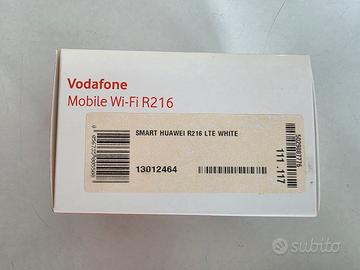 Vodafone
Mobile Wi-Fi R216
SMART HUAWEI R216 LTE WHITE
13012464
111 .117
subito